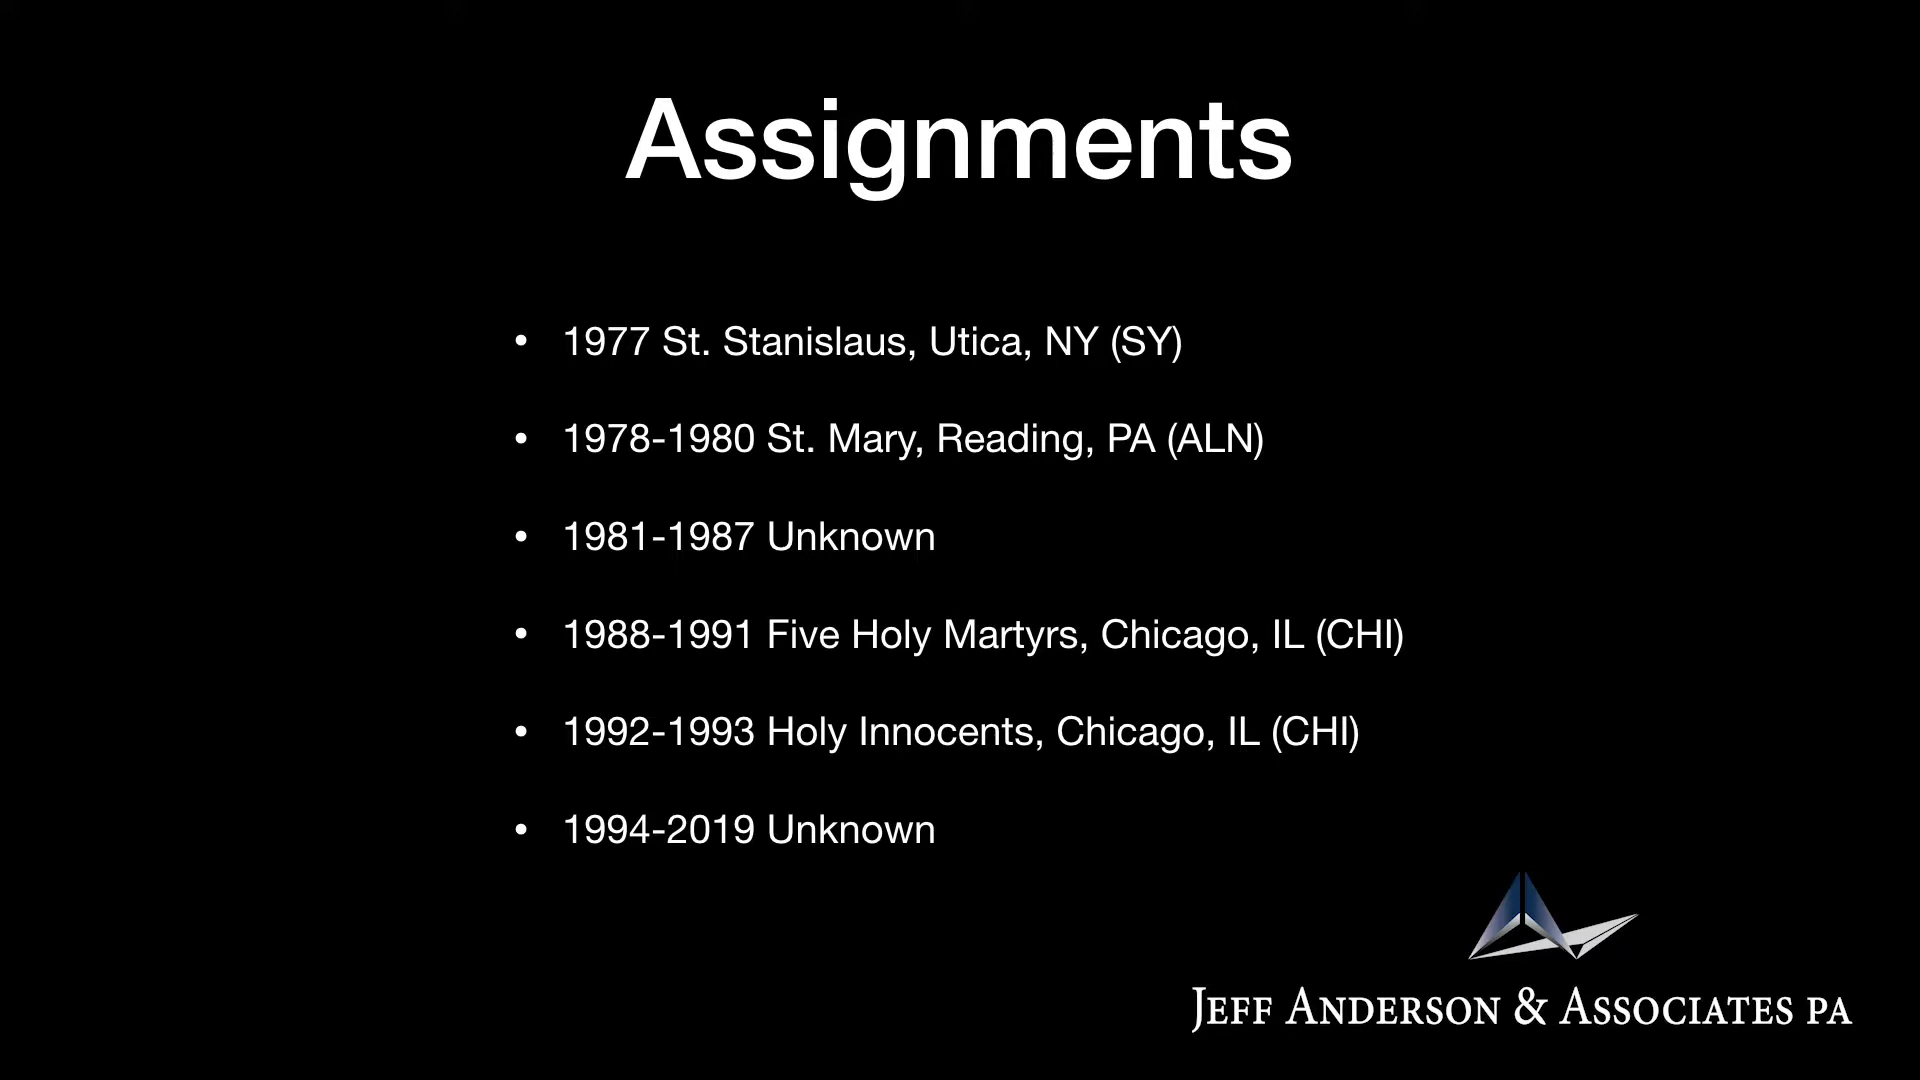 Assignments
• 1977 St. Stanislaus, Utica, NY (SY)
• 1978-1980 St. Mary, Reading, PA (ALN)
• 1981-1987 Unknown
• 1988-1991 Five Holy Martyrs, Chicago, IL (CHI)
• 1992-1993 Holy Innocents, Chicago, IL (CHI)
• 1994-2019 Unknown
JEFF ANDERSON & ASSOCIATES PA